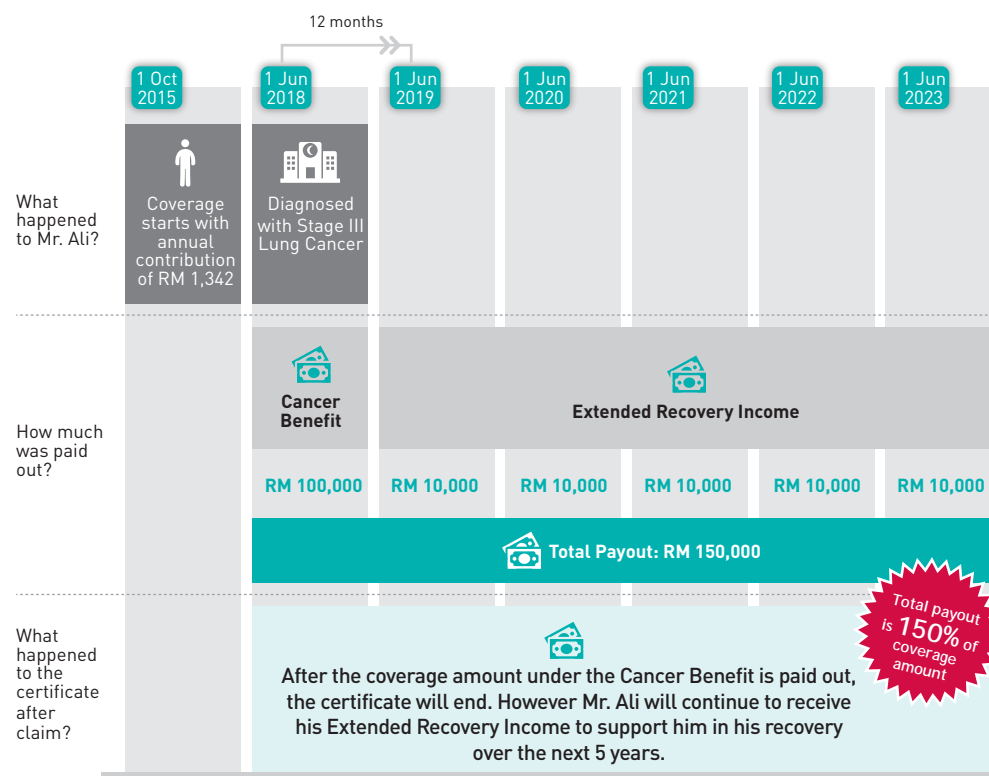 12 months
1 Oct
2015
1 Jun
2018
1 Jun
2019
1 Jun
2020
1 Jun
2021
1 Jun
2022
1 Jun
2023
What
happened
to Mr. Ali?
Coverage
starts with
annual
contribution
of RM 1,342
Diagnosed
with Stage III
Lung Cancer
How much
was paid
out?
Cancer
Benefit
Extended Recovery Income
RM 100,000
RM 10,000
RM 10,000
RM 10,000
RM 10,000
RM 10,000
Total Payout: RM 150,000
Total payout
is 150% of
coverage
amount
What
happened
to the
certificate
after
claim?
After the coverage amount under the Cancer Benefit is paid out,
the certificate will end. However Mr. Ali will continue to receive
his Extended Recovery Income to support him in his recovery
over the next 5 years.